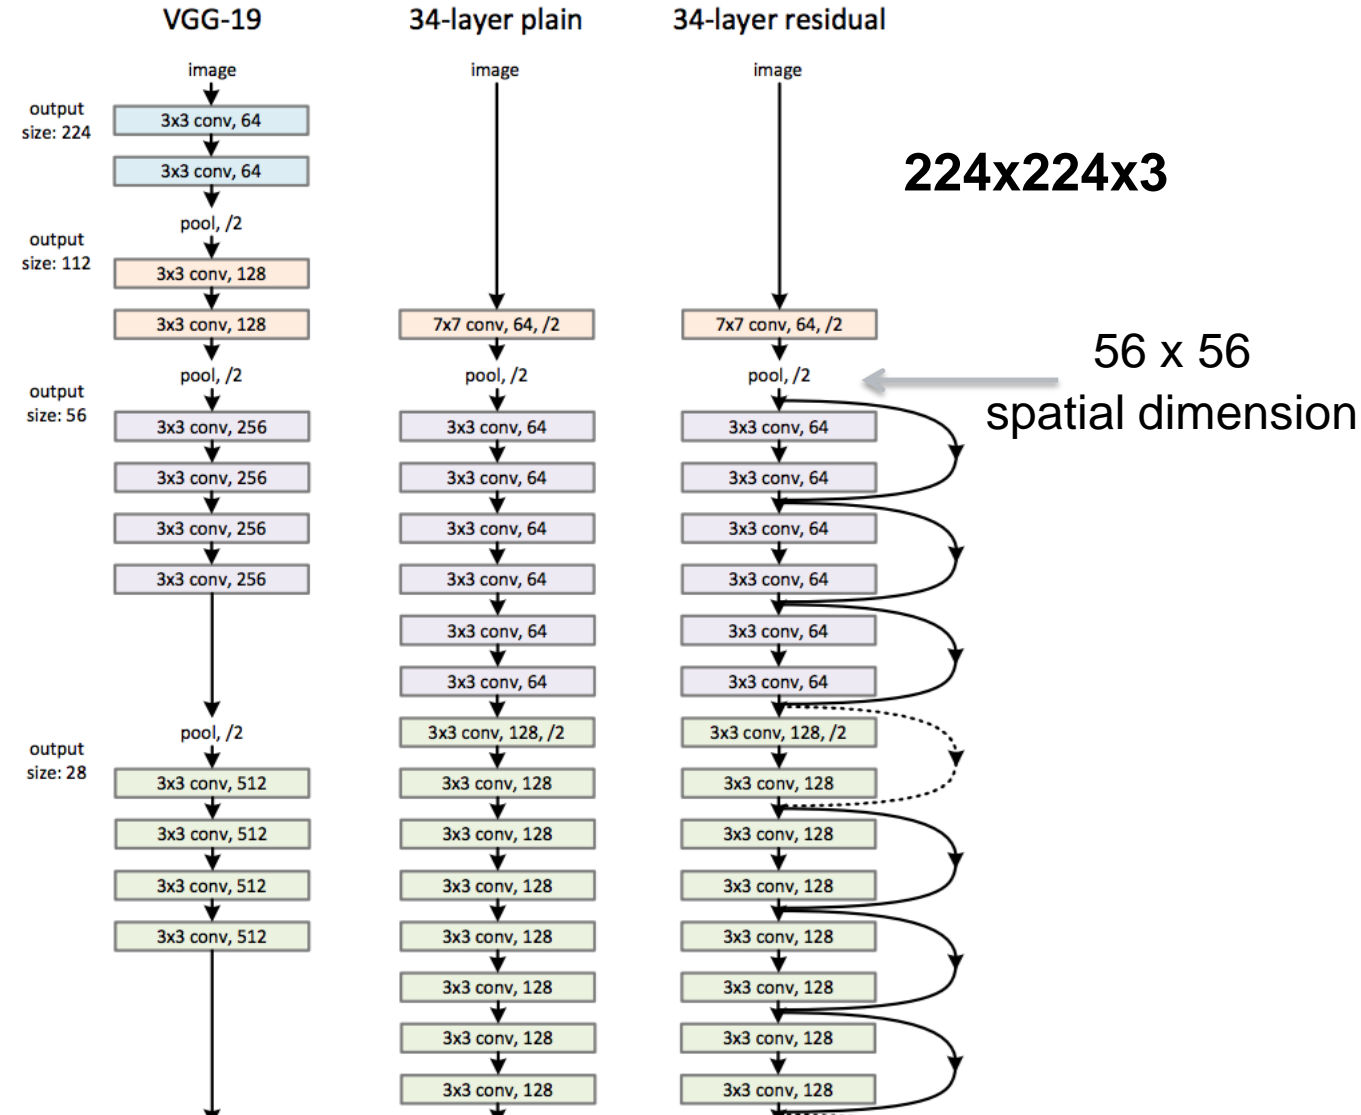 VGG-19
34-layer plain
34-layer residual
image
image
image
output
size: 224
3x3 conv, 64
3x3 conv, 64
pool, /2
output
size: 112
3x3 conv, 128
3x3 conv, 128
pool, /2
output
size: 56
3x3 conv, 256
3x3 conv, 256
3x3 conv, 256
3x3 conv, 256
pool, /2
output
size: 28
3x3 conv, 512
3x3 conv, 512
3x3 conv, 512
3x3 conv, 512
7x7 conv, 64, /2
pool, /2
3x3 conv, 64
3x3 conv, 64
3x3 conv, 64
3x3 conv, 64
3x3 conv, 64
3x3 conv, 64
3x3 conv, 128, /2
3x3 conv, 128
3x3 conv, 128
3x3 conv, 128
3x3 conv, 128
3x3 conv, 128
3x3 conv, 128
3x3 conv, 128
7x7 conv, 64, /2
pool, /2
3x3 conv, 64
3x3 conv, 64
3x3 conv, 64
3x3 conv, 64
3x3 conv, 64
3x3 conv, 64
3x3 conv, 128, /2
3x3 conv, 128
3x3 conv, 128
3x3 conv, 128
3x3 conv, 128
3x3 conv, 128
3x3 conv, 128
3x3 conv, 128
224x224x3
56 x 56
spatial dimension